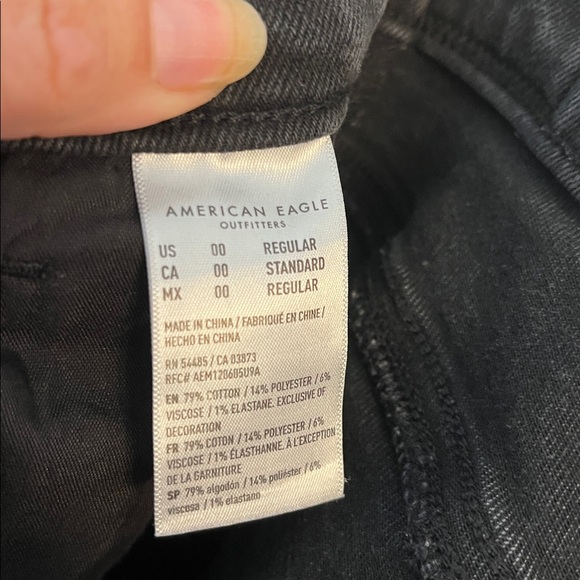 AMERICAN EAGLE
OUTFITTERS
US 00 REGULAR
CA 00 STANDARD
MX 00 REGULAR
MADE IN CHINA / FABRIQUÉ EN CHINE /
HECHO EN CHINA
RN 54485 / CA 03873
RFC# AEM1206B5U9A
EN 79% COTTON / 14% POLYESTER / 6%
VISCOSE / 1% ELASTANE. EXCLUSIVE OF
DECORATION
FR 79% COTON / 14% POLYESTER / 6%
VISCOSE / 1% ÉLASTHANNE. À L'EXCEPTION
DE LA GARNITURE
SP 79% algodón / 14% poliéster / 6%
viscosa / 1% elastano